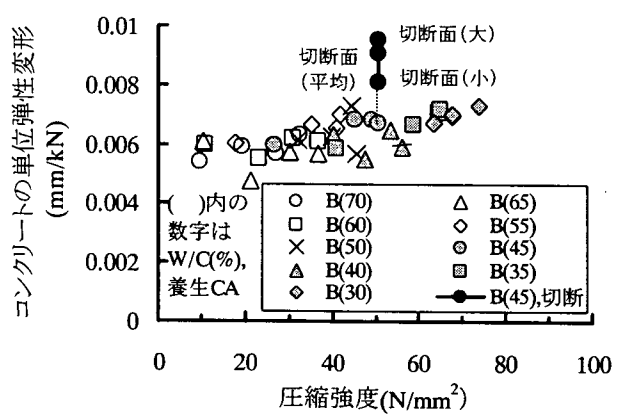 コンクリートの単位弾性変形
(mm/kN)
0.01
0.008
0.006
0.004
0.002
0
切断面(大)
切断面
(平均)
切断面(小)
( )内の
数字は
W/C(%),
養生CA
B(70)
B(65)
B(60)
B(55)
B(50)
B(45)
B(40)
B(35)
B(30)
B(45),切断
0
20
40
60
80
100
圧縮強度(N/mm²)